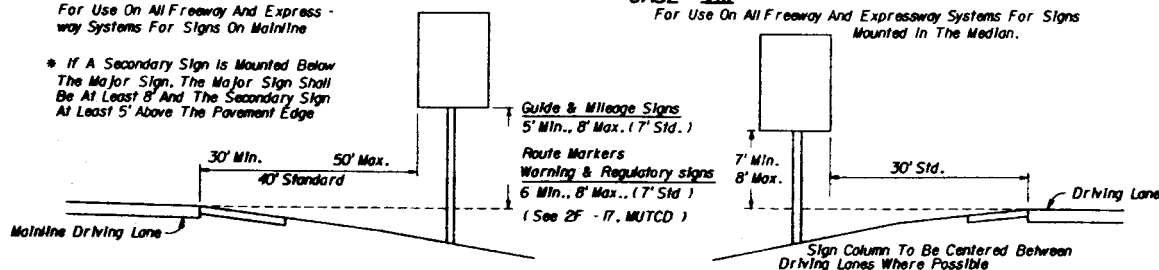 For Use On All Freeway And Express -
way Systems For Signs On Mainline
* If A Secondary Sign Is Mounted Below
The Major Sign, The Major Sign Shall
Be At Least 8' And The Secondary Sign
At Least 5' Above The Pavement Edge
30' Min.
50' Max.
40' Standard
Mainline Driving Lane
Guide & Mileage Signs
5' Min., 8' Max. (7' Std.)
Route Markers
Warning & Regulatory signs
6 Min., 8' Max., (7' Std)
(See 2F - 17, MUTCD)
For Use On All Freeway And Expressway Systems For Signs
Mounted In The Median.
7' Min.
8' Max.
30' Std.
Driving Lane
Sign Column To Be Centered Between
Driving Lanes Where Possible